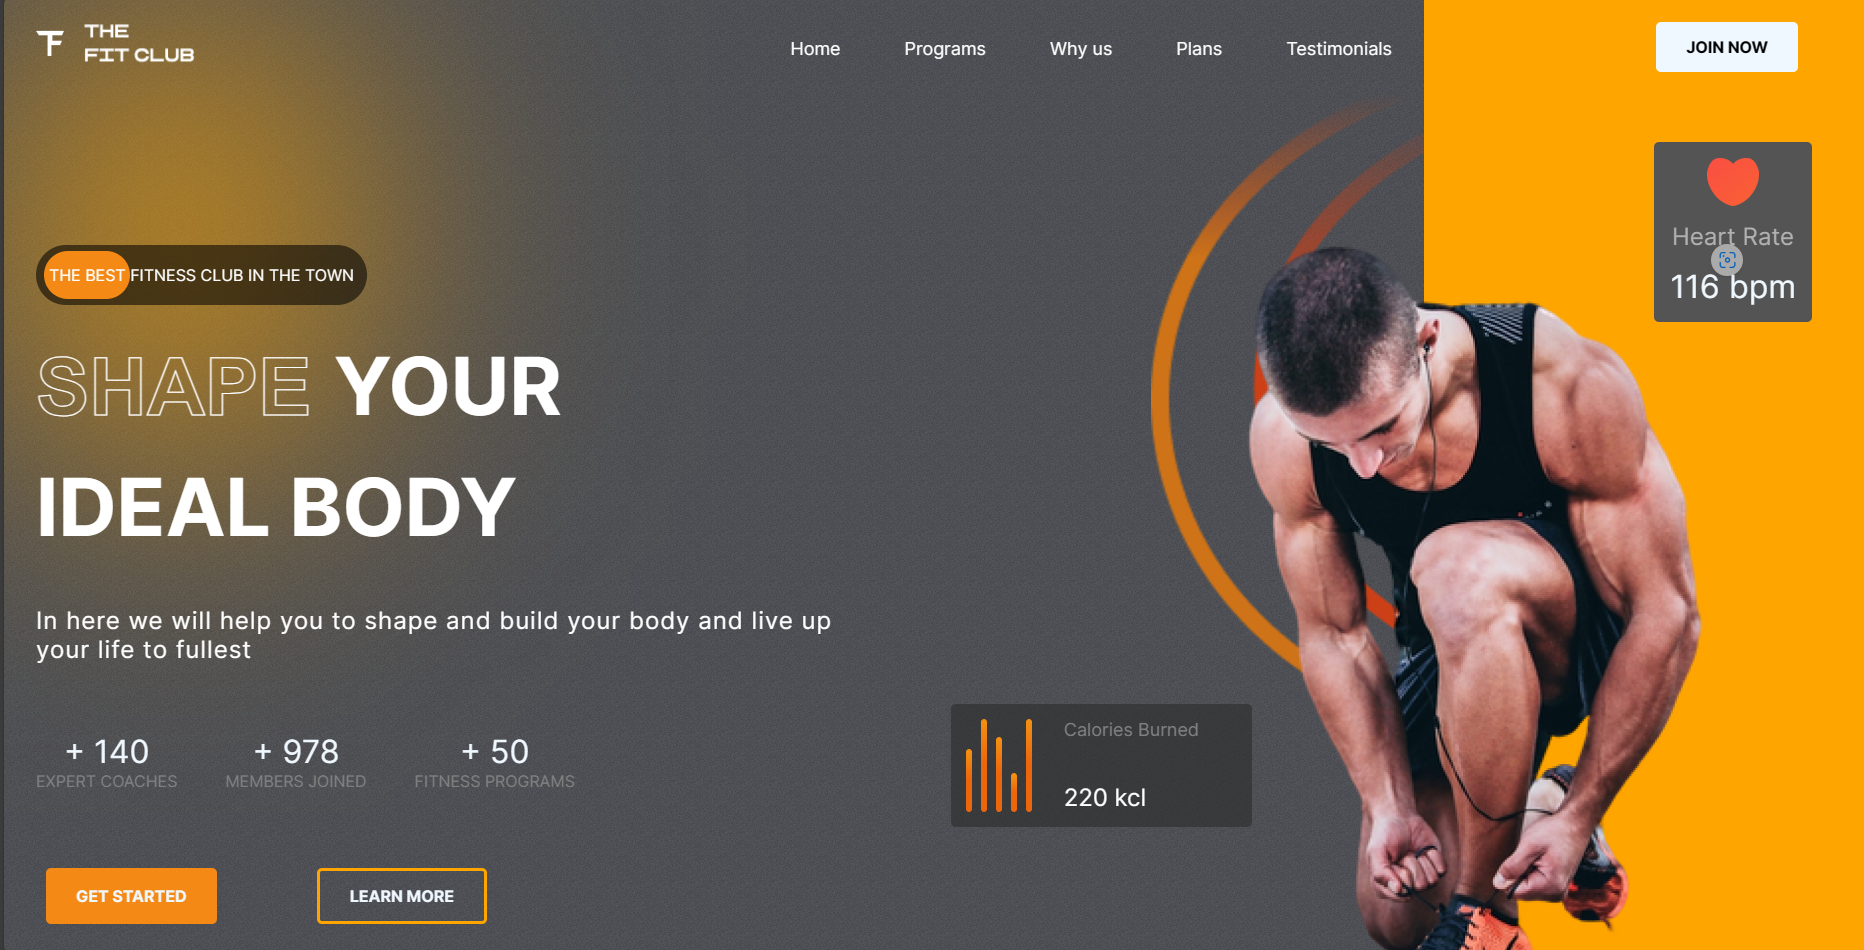 THE
FIT CLUB
Home
Programs
Why us
Plans
Testimonials
JOIN NOW
Heart Rate
116 bpm
THE BEST FITNESS CLUB IN THE TOWN
SHAPE YOUR
IDEAL BODY
In here we will help you to shape and build your body and live up
your life to fullest
+ 140
EXPERT COACHES
+ 978
MEMBERS JOINED
+ 50
FITNESS PROGRAMS
Calories Burned
220 kcl
GET STARTED
LEARN MORE